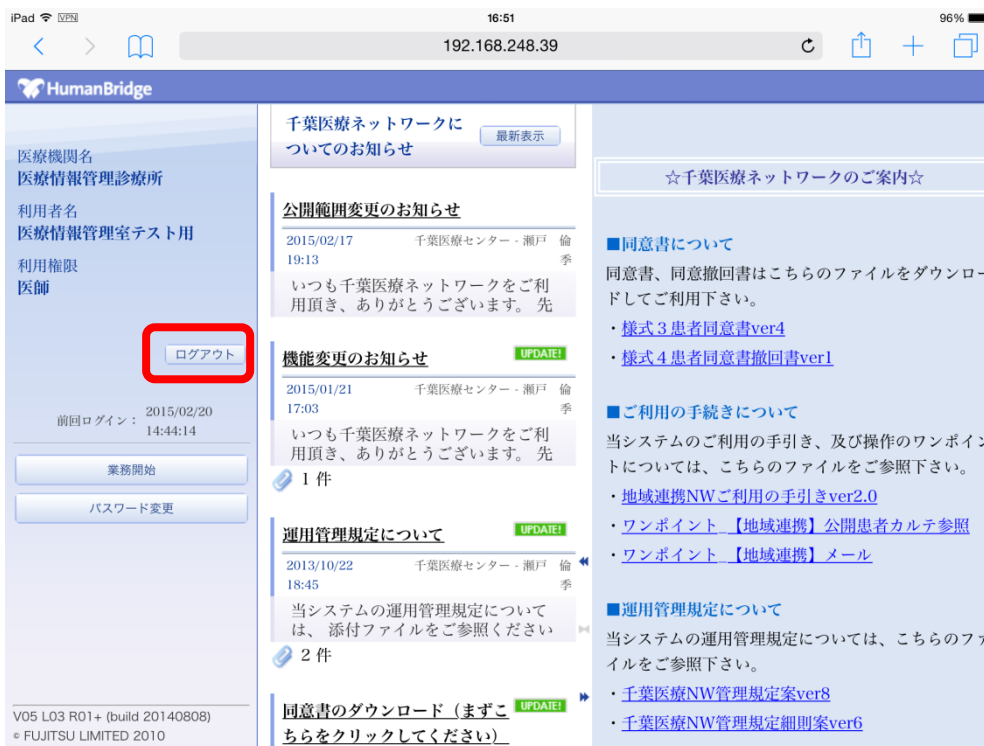 iPad VPN 16:51 96%
192.168.248.39
HumanBridge
医療機関名
医療情報管理診療所
利用者名
医療情報管理室テスト用
利用権限
医師
ログアウト
前回ログイン： 2015/02/20
14:44:14
業務開始
パスワード変更
V05 L03 R01+ (build 20140808)
© FUJITSU LIMITED 2010
千葉医療ネットワークに
ついてのお知らせ
最新表示
公開範囲変更のお知らせ
2015/02/17 千葉医療センター - 瀬戸 倫
19:13 季
いつも千葉医療ネットワークをご利
用頂き、ありがとうございます。 先
機能変更のお知らせ UPDATE!
2015/01/21 千葉医療センター - 瀬戸 倫
17:03 季
いつも千葉医療ネットワークをご利
用頂き、ありがとうございます。 先
1 件
運用管理規定について UPDATE!
2013/10/22 千葉医療センター - 瀬戸 倫
18:45 季
当システムの運用管理規定について
は、 添付ファイルをご参照ください
2 件
同意書のダウンロード（まずこ UPDATE!
ちらをクリックしてください）
☆千葉医療ネットワークのご案内☆
■同意書について
同意書、同意撤回書はこちらのファイルをダウンロー
ドしてご利用下さい。
・様式３患者同意書ver4
・様式４患者同意書撤回書ver1
■ご利用の手続きについて
当システムのご利用の手引き、及び操作のワンポイン
トについては、こちらのファイルをご参照下さい。
・地域連携NWご利用の手引きver2.0
・ワンポイント_【地域連携】公開患者カルテ参照
・ワンポイント_【地域連携】メール
■運用管理規定について
当システムの運用管理規定については、こちらのファ
イルをご参照下さい。
・千葉医療NW管理規定案ver8
・千葉医療NW管理規定細則案ver6